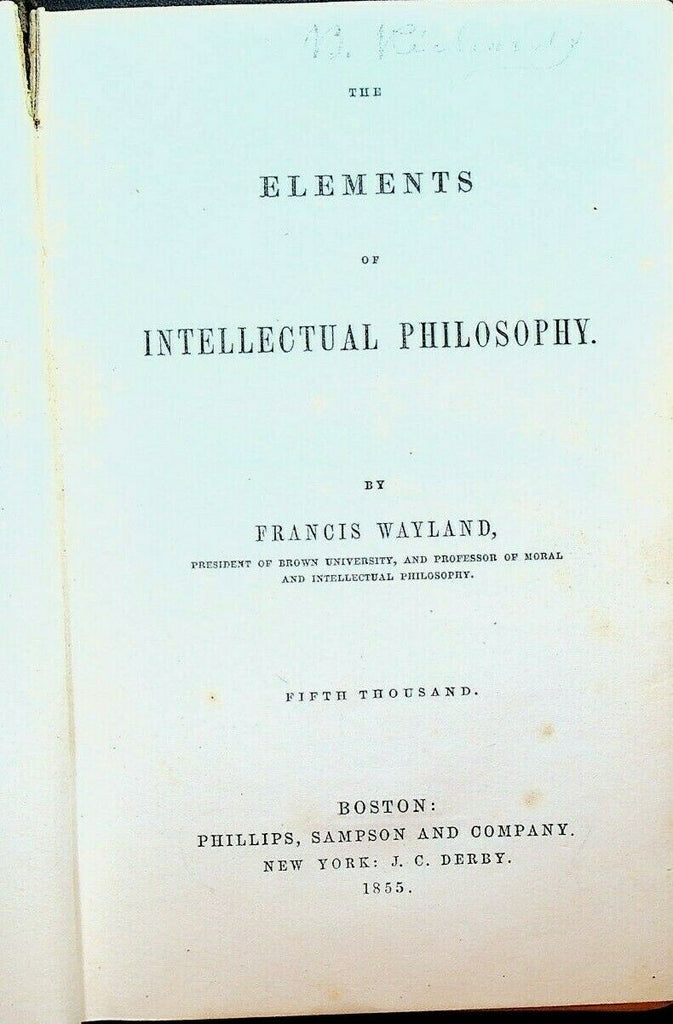 THE
ELEMENTS
OF
INTELLECTUAL PHILOSOPHY.
BY
FRANCIS WAYLAND,
PRESIDENT OF BROWN UNIVERSITY, AND PROFESSOR OF MORAL
AND INTELLECTUAL PHILOSOPHY.
FIFTH THOUSAND.
BOSTON:
PHILLIPS, SAMPSON AND COMPANY.
NEW YORK: J. C. DERBY.
1855.